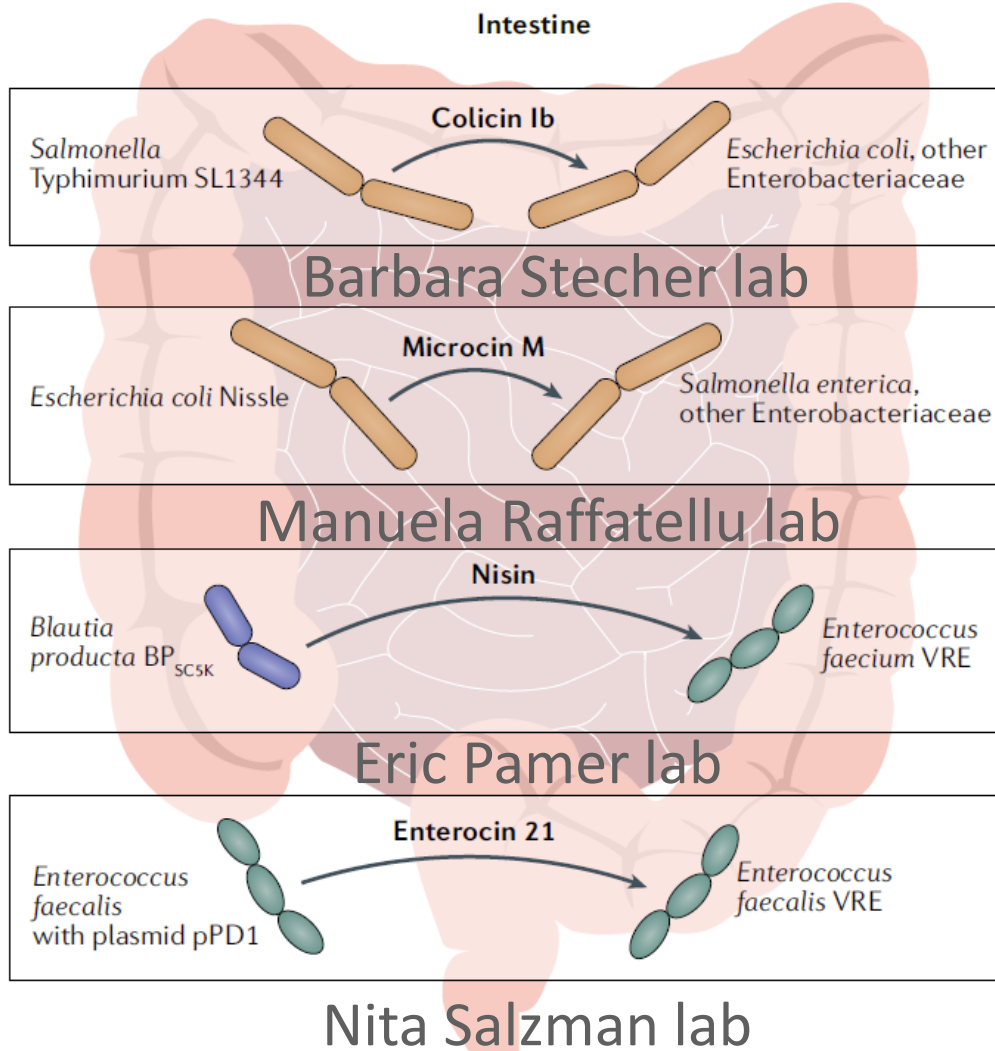 Intestine
Colicin Ib
Salmonella
Typhimurium SL1344
Escherichia coli, other
Enterobacteriaceae
Barbara Stecher lab
Microcin M
Escherichia coli Nissle
Salmonella enterica,
other Enterobacteriaceae
Manuela Raffatellu lab
Nisin
Blautia
producta BPSC5K
Enterococcus
faecium VRE
Eric Pamer lab
Enterocin 21
Enterococcus
faecalis
with plasmid pPD1
Enterococcus
faecalis VRE
Nita Salzman lab